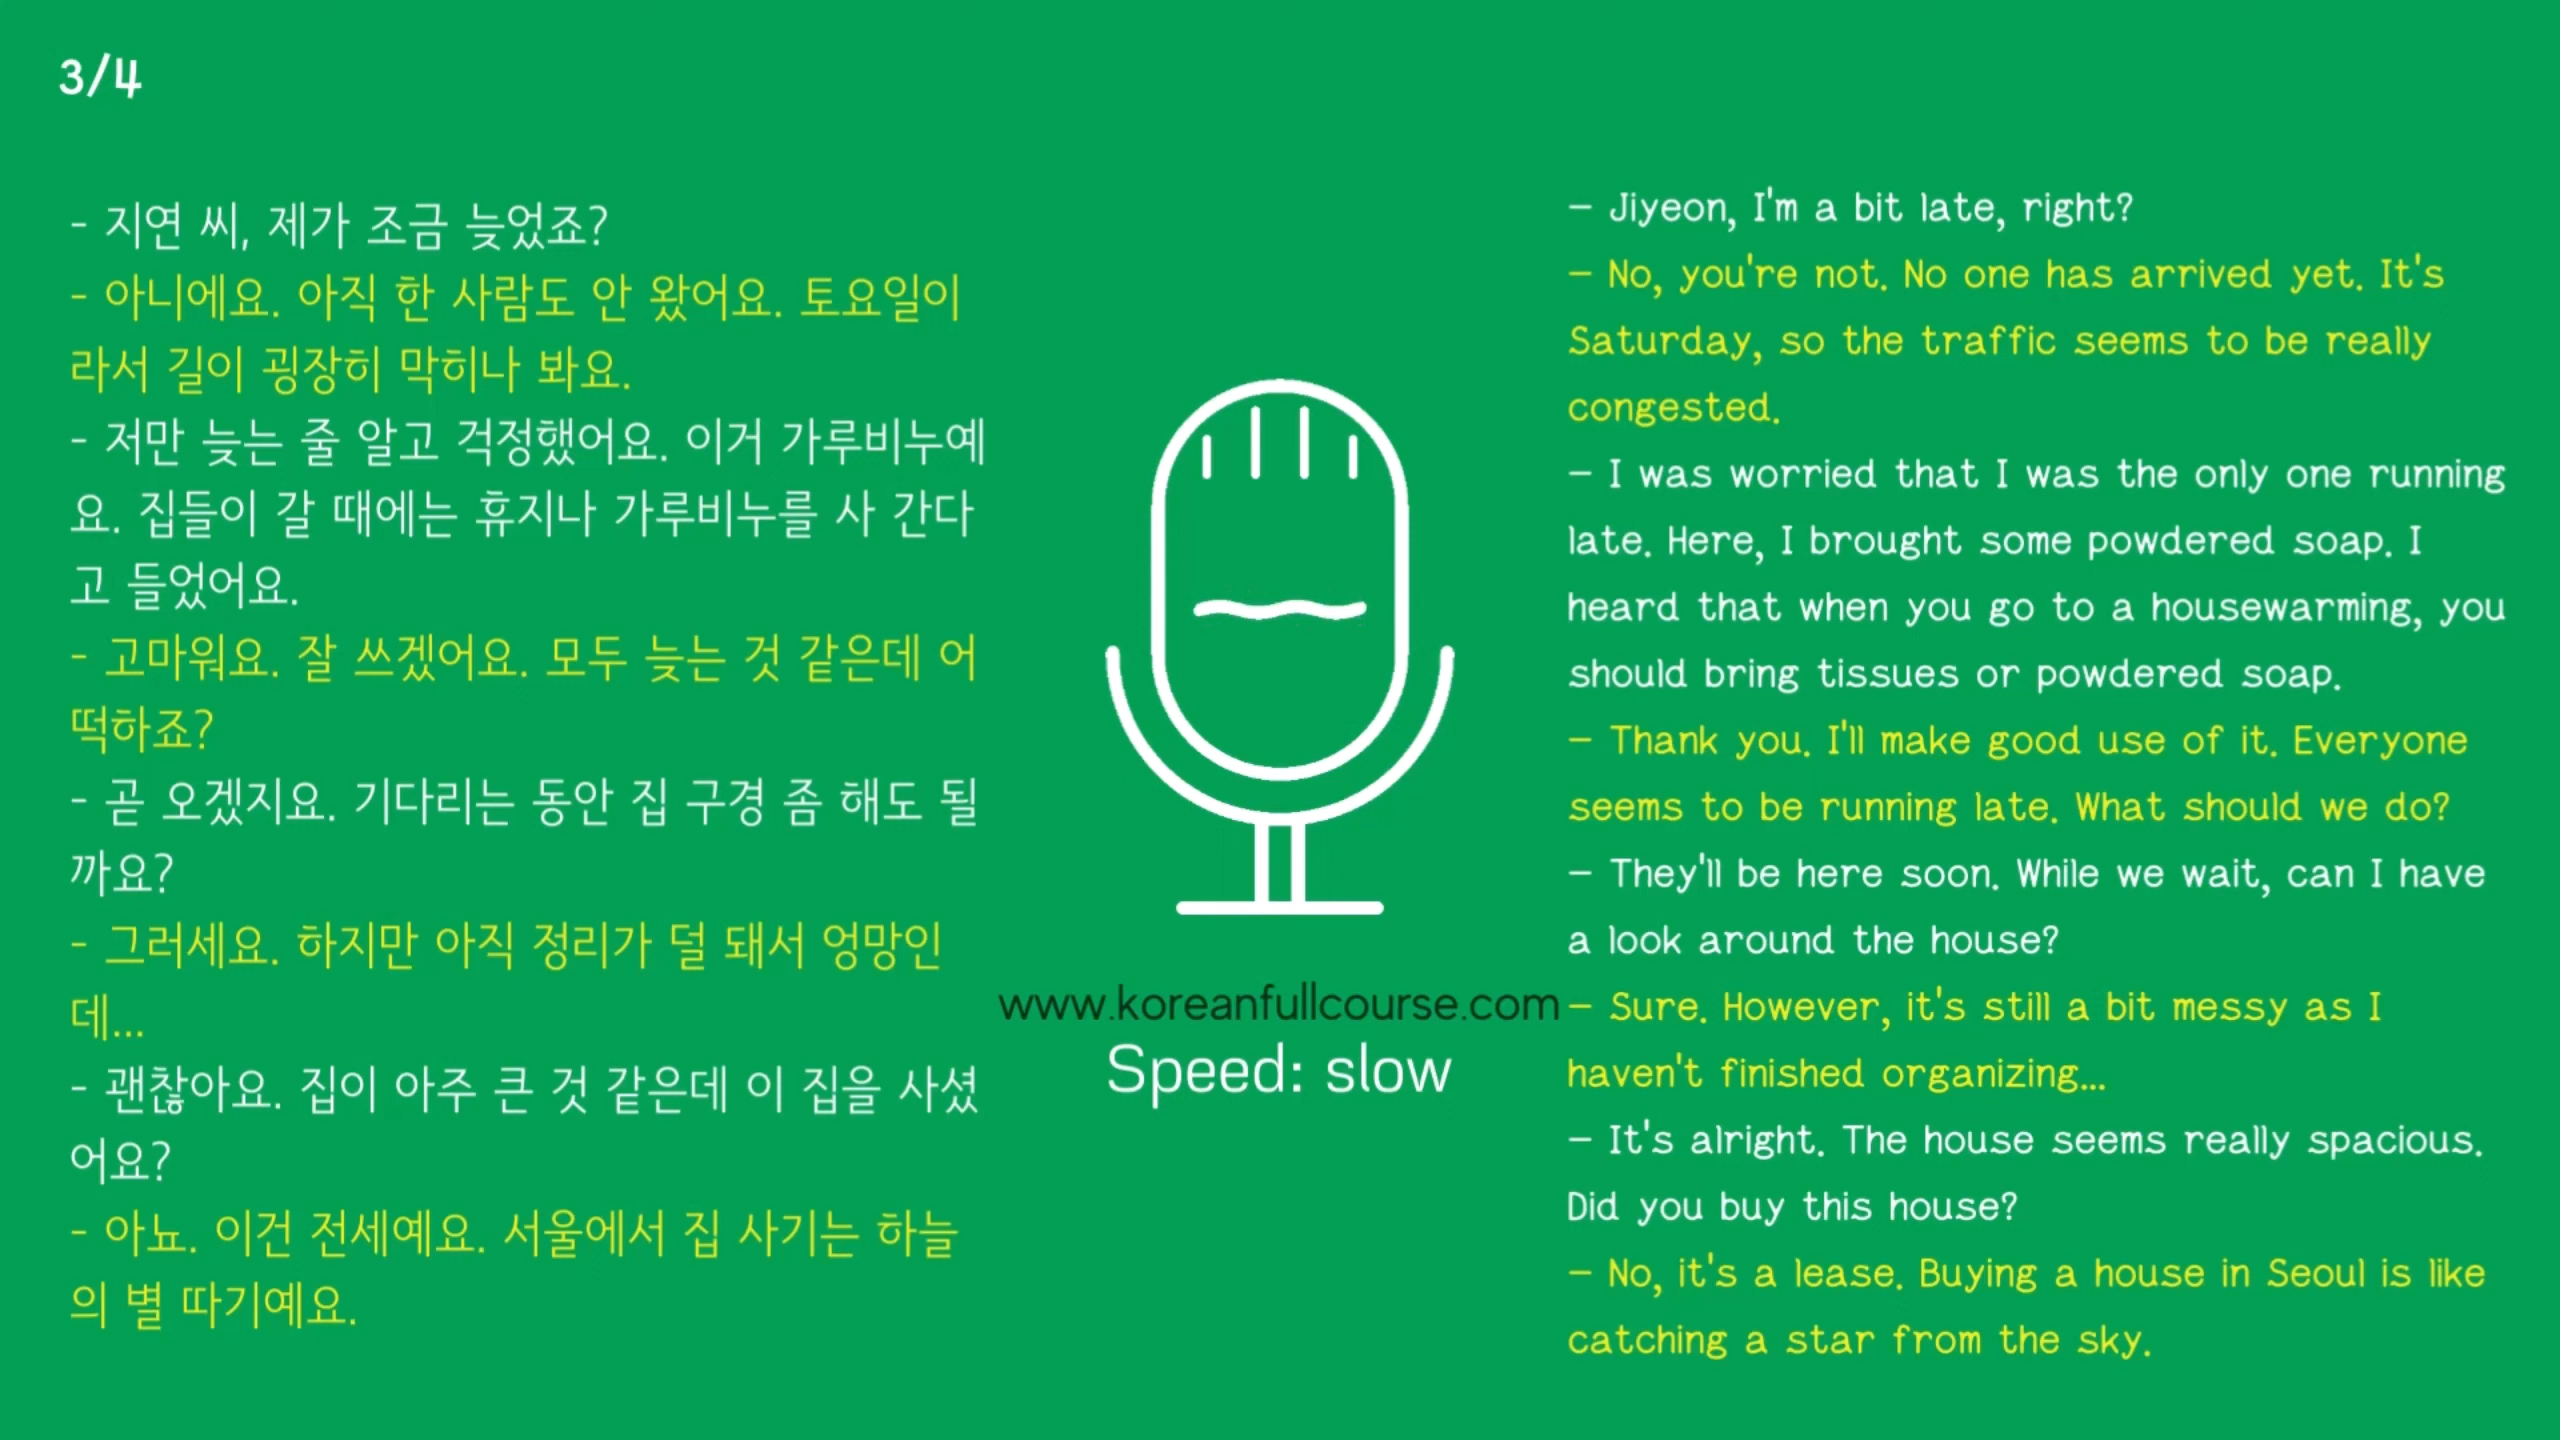 3/4
- 지연 씨, 제가 조금 늦었죠?
- 아니에요. 아직 한 사람도 안 왔어요. 토요일이
라서 길이 굉장히 막히나 봐요.
- 저만 늦는 줄 알고 걱정했어요. 이거 가루비누예
요. 집들이 갈 때에는 휴지나 가루비누를 사 간다
고 들었어요.
- 고마워요. 잘 쓰겠어요. 모두 늦는 것 같은데 어
떡하죠?
- 곧 오겠지요. 기다리는 동안 집 구경 좀 해도 될
까요?
- 그러세요. 하지만 아직 정리가 덜 돼서 엉망인
데...
- 괜찮아요. 집이 아주 큰 것 같은데 이 집을 사셨
어요?
- 아뇨. 이건 전세예요. 서울에서 집 사기는 하늘
의 별 따기예요.
www.koreanfullcourse.com
Speed: slow
- Jiyeon, I'm a bit late, right?
- No, you're not. No one has arrived yet. It's
Saturday, so the traffic seems to be really
congested.
- I was worried that I was the only one running
late. Here, I brought some powdered soap. I
heard that when you go to a housewarming, you
should bring tissues or powdered soap.
- Thank you. I'll make good use of it. Everyone
seems to be running late. What should we do?
- They'll be here soon. While we wait, can I have
a look around the house?
- Sure. However, it's still a bit messy as I
haven't finished organizing...
- It's alright. The house seems really spacious.
Did you buy this house?
- No, it's a lease. Buying a house in Seoul is like
catching a star from the sky.